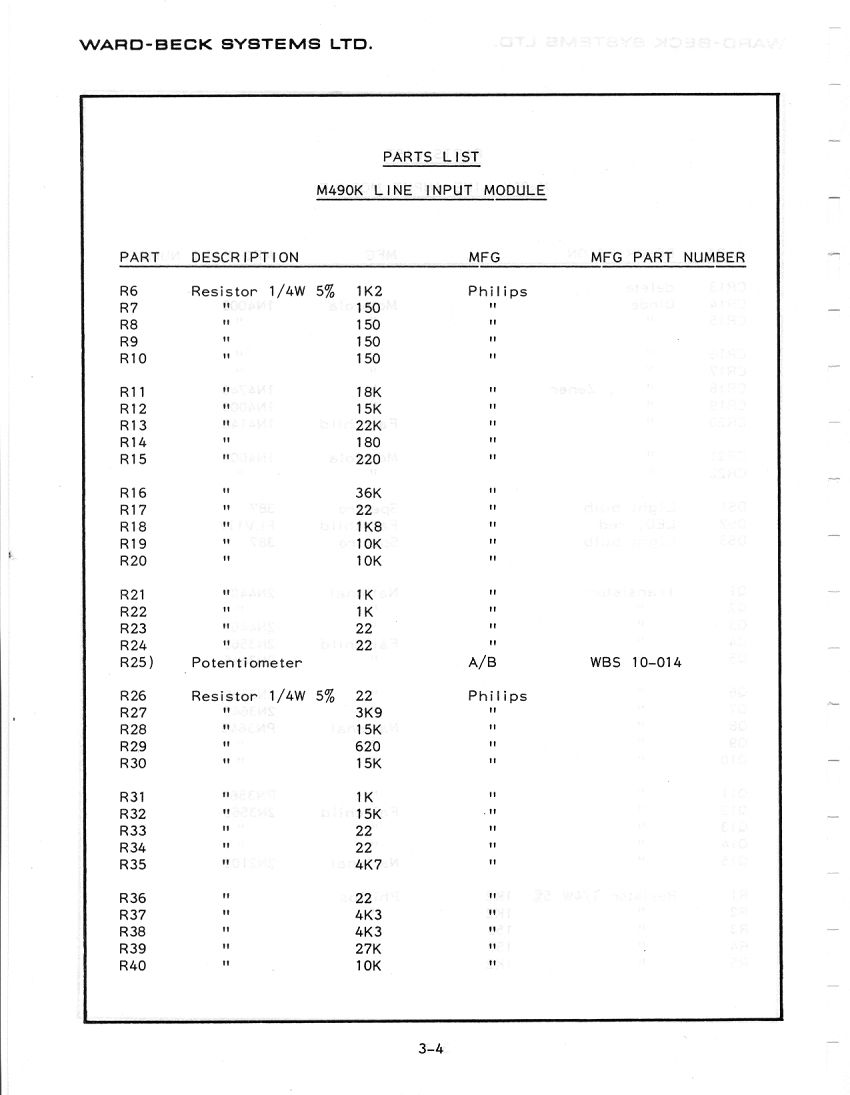 WARD-BECK SYSTEMS LTD.
PARTS LIST
M490K LINE INPUT MODULE
PART DESCRIPTION MFG MFG PART NUMBER
R6 Resistor 1/4W 5% 1K2 Philips
R7 " 150 "
R8 " 150 "
R9 " 150 "
R10 " 150 "
R11 " 18K "
R12 " 15K "
R13 " 22K "
R14 " 180 "
R15 " 220 "
R16 " 36K "
R17 " 22 "
R18 " 1K8 "
R19 " 10K "
R20 " 10K "
R21 " 1K "
R22 " 1K "
R23 " 22 "
R24 " 22 "
R25) Potentiometer A/B WBS 10-014
R26 Resistor 1/4W 5% 22 Philips
R27 " 3K9 "
R28 " 15K "
R29 " 620 "
R30 " 15K "
R31 " 1K "
R32 " 15K "
R33 " 22 "
R34 " 22 "
R35 " 4K7 "
R36 " 22 "
R37 " 4K3 "
R38 " 4K3 "
R39 " 27K "
R40 " 10K "
3-4